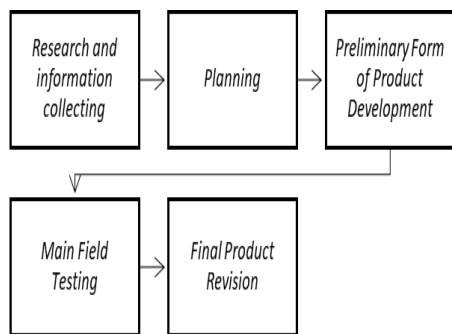 Research and
information
collecting
Planning
Preliminary Form
of Product
Development
Main Field
Testing
Final Product
Revision